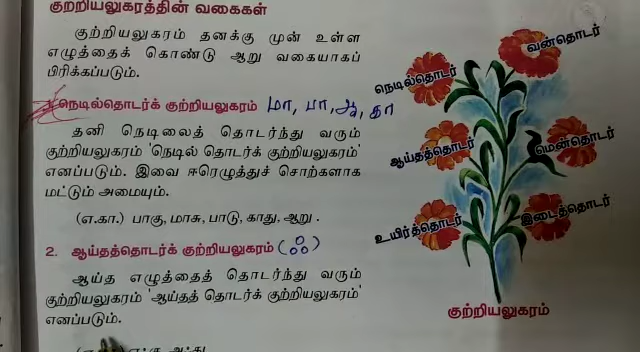 குற்றியலுகரத்தின் வகைகள்
குற்றியலுகரம் தனக்கு முன் உள்ள
எழுத்தைக் கொண்டு ஆறு வகையாகப்
பிரிக்கப்படும்.
நெடில்தொடர்க் குற்றியலுகரம் மா, பா, ஆ, தா
தனி நெடிலைத் தொடர்ந்து வரும்
குற்றியலுகரம் 'நெடில் தொடர்க் குற்றியலுகரம்'
எனப்படும். இவை ஈரெழுத்துச் சொற்களாக
மட்டும் அமையும்.
(எ.கா.) பாகு, மாசு, பாடு, காது, ஆறு .
2. ஆய்தத்தொடர்க் குற்றியலுகரம் (ஃ)
ஆய்த எழுத்தைத் தொடர்ந்து வரும்
குற்றியலுகரம் 'ஆய்தத் தொடர்க் குற்றியலுகரம்'
எனப்படும்.
வன்தொடர்
நெடில்தொடர்
மென்தொடர்
ஆய்தத்தொடர்
இடைத்தொடர்
உயிர்த்தொடர்
குற்றியலுகரம்